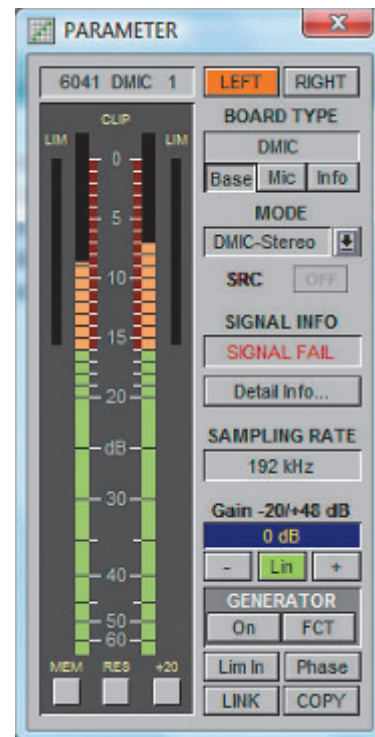 PARAMETER
6041 DMIC 1
LEFT RIGHT
CLIP
LIM LIM
0
5
10
15
20
dB
30
40
50
60
MEM RES +20
BOARD TYPE
DMIC
Base Mic Info
MODE
DMIC-Stereo
SRC OFF
SIGNAL INFO
SIGNAL FAIL
Detail Info...
SAMPLING RATE
192 kHz
Gain -20/+48 dB
0 dB
- Lin +
GENERATOR
On FCT
Lim In Phase
LINK COPY